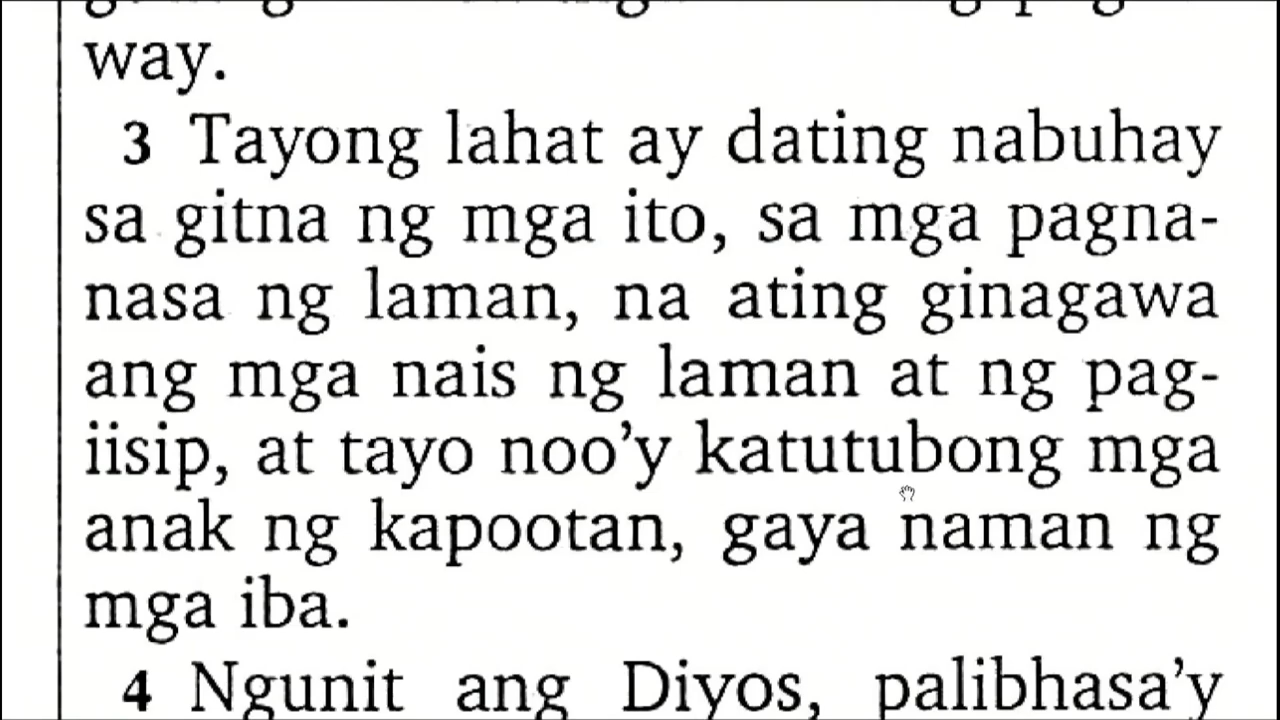 way.
3 Tayong lahat ay dating nabuhay
sa gitna ng mga ito, sa mga pagna-
nasa ng laman, na ating ginagawa
ang mga nais ng laman at ng pag-
iisip, at tayo noo’y katutubong mga
anak ng kapootan, gaya naman ng
mga iba.
4 Ngunit ang Diyos, palibhasa’y